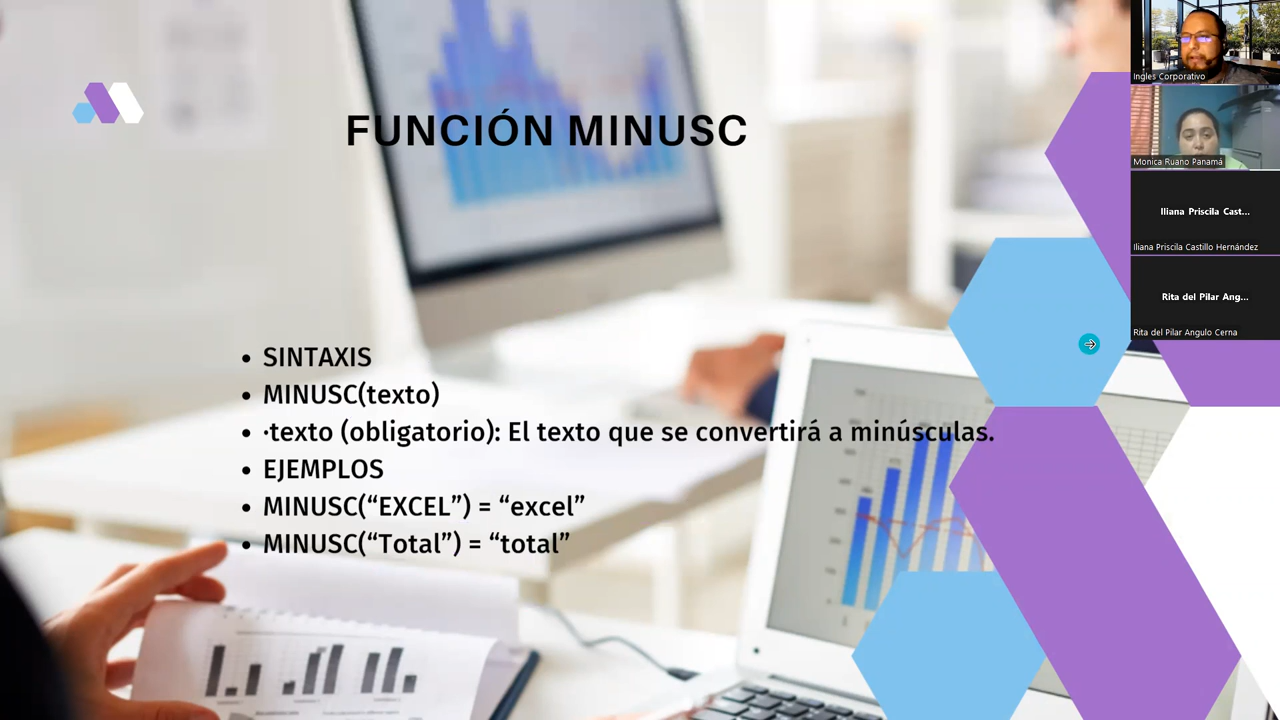 FUNCIÓN MINUSC
• SINTAXIS
• MINUSC(texto)
• ·texto (obligatorio): El texto que se convertirá a minúsculas.
• EJEMPLOS
• MINUSC(“EXCEL”) = “excel”
• MINUSC(“Total”) = “total”
Ingles Corporativo
Monica Ruano Panamá
Iliana Priscila Cast...
Iliana Priscila Castillo Hernández
Rita del Pilar Ang...
Rita del Pilar Angulo Cerna